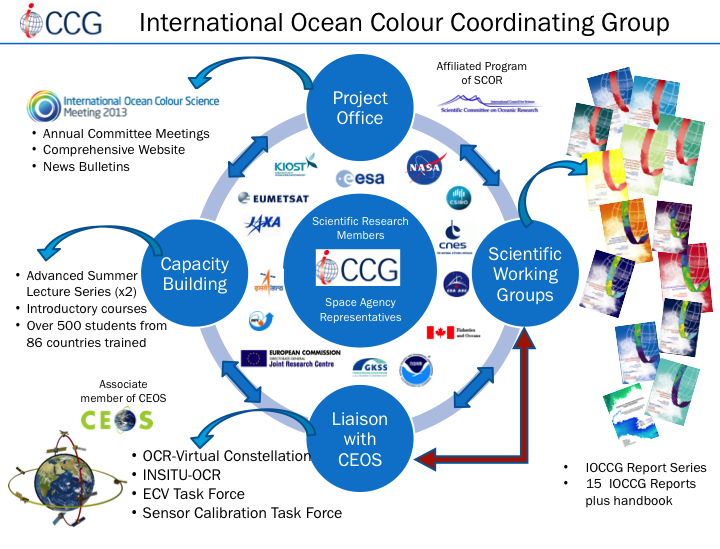 iOCCG
International Ocean Colour Coordinating Group
Affiliated Program
of SCOR
Scientific Committee on Oceanic Research
International Ocean Colour Science
Meeting 2013
• Annual Committee Meetings
• Comprehensive Website
• News Bulletins
Project
Office
KIOST
esa
NASA
EUMETSAT
CSIRO
JAXA
cnes
Scientific Research
Members
iOCCG
Space Agency
Representatives
Capacity
Building
Scientific
Working
Groups
• Advanced Summer
Lecture Series (x2)
• Introductory courses
• Over 500 students from
86 countries trained
इसरो isro
Fisheries
and Oceans
EUROPEAN COMMISSION
Joint Research Centre
GKSS
NOAA
Associate
member of CEOS
CEOS
Liaison
with
CEOS
• OCR-Virtual Constellation
• INSITU-OCR
• ECV Task Force
• Sensor Calibration Task Force
• IOCCG Report Series
• 15 IOCCG Reports
plus handbook